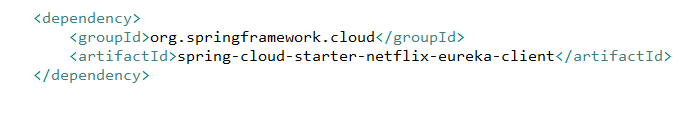 <dependency>
<groupId>org.springframework.cloud</groupId>
<artifactId>spring-cloud-starter-netflix-eureka-client</artifactId>
</dependency>